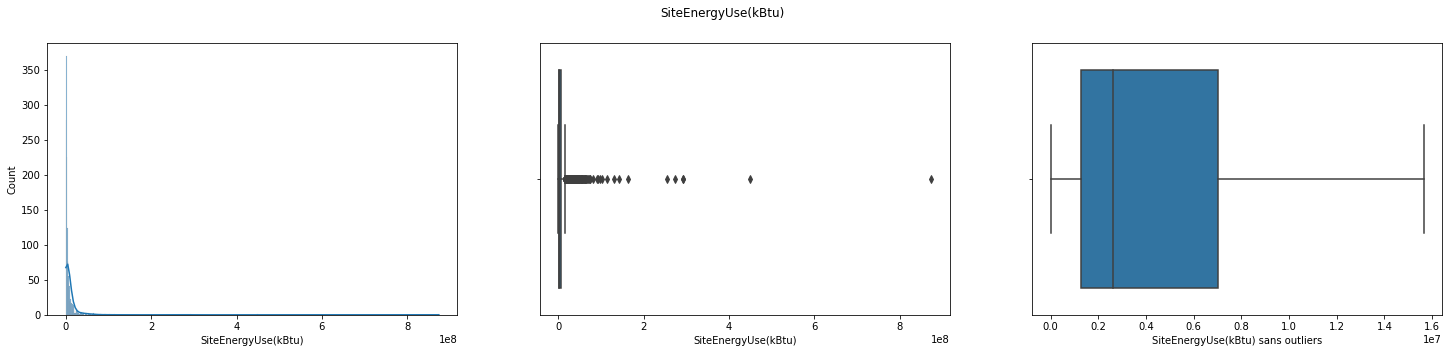 SiteEnergyUse(kBtu)
Count
350
300
250
200
150
100
50
0
0 2 4 6 8
1e8
SiteEnergyUse(kBtu)
0 2 4 6 8
1e8
SiteEnergyUse(kBtu)
0.0 0.2 0.4 0.6 0.8 1.0 1.2 1.4 1.6
1e7
SiteEnergyUse(kBtu) sans outliers